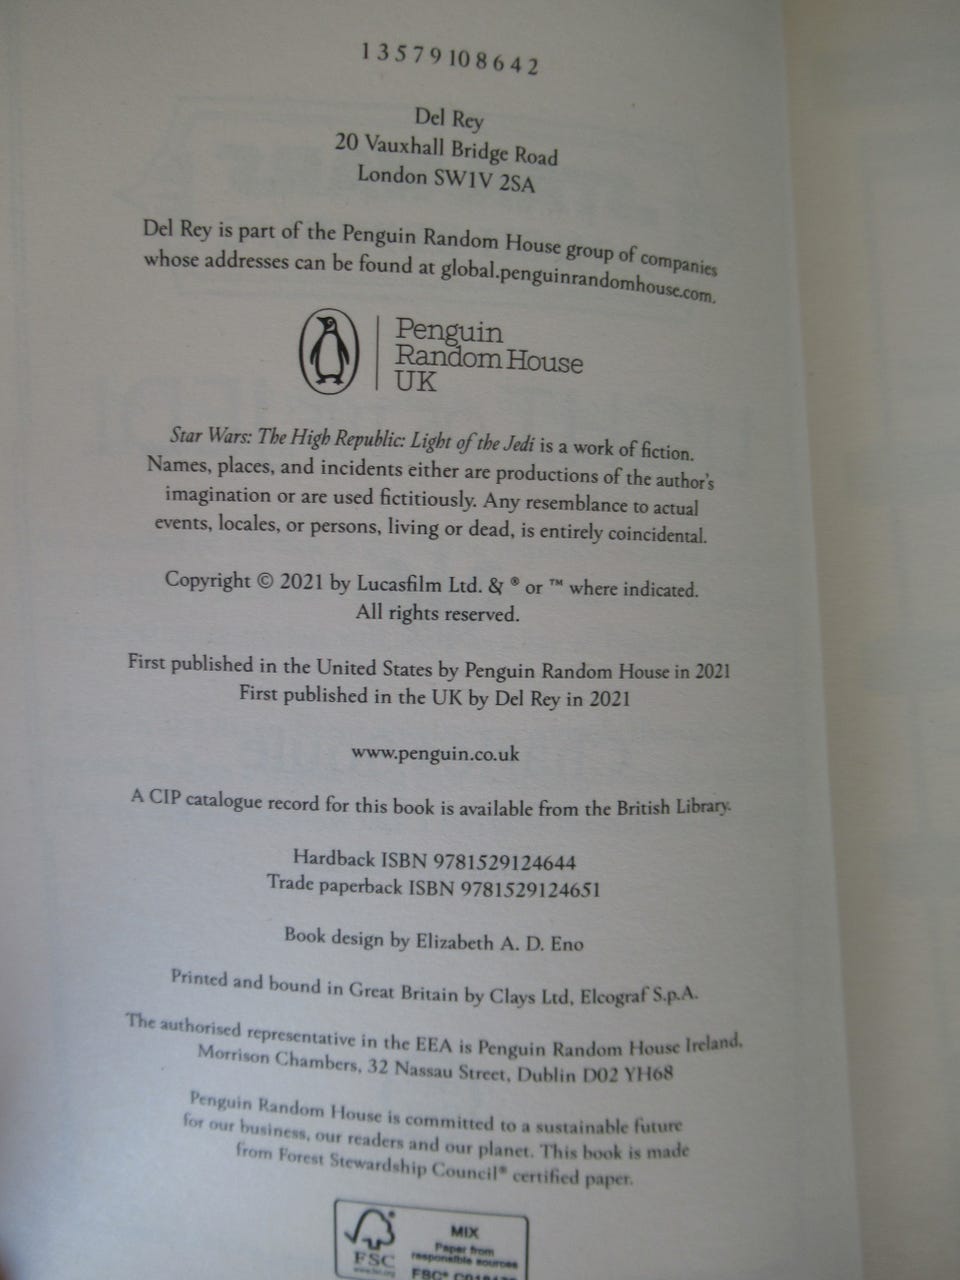 1 3 5 7 9 10 8 6 4 2
Del Rey
20 Vauxhall Bridge Road
London SW1V 2SA
Del Rey is part of the Penguin Random House group of companies
whose addresses can be found at global.penguinrandomhouse.com.
Penguin
Random House
UK
Star Wars: The High Republic: Light of the Jedi is a work of fiction.
Names, places, and incidents either are productions of the author's
imagination or are used fictitiously. Any resemblance to actual
events, locales, or persons, living or dead, is entirely coincidental.
Copyright © 2021 by Lucasfilm Ltd. & ® or ™ where indicated.
All rights reserved.
First published in the United States by Penguin Random House in 2021
First published in the UK by Del Rey in 2021
www.penguin.co.uk
A CIP catalogue record for this book is available from the British Library.
Hardback ISBN 9781529124644
Trade paperback ISBN 9781529124651
Book design by Elizabeth A. D. Eno
Printed and bound in Great Britain by Clays Ltd, Elcograf S.p.A.
The authorised representative in the EEA is Penguin Random House Ireland,
Morrison Chambers, 32 Nassau Street, Dublin D02 YH68
Penguin Random House is committed to a sustainable future
for our business, our readers and our planet. This book is made
from Forest Stewardship Council® certified paper.
FSC
www.fsc.org
MIX
Paper from
responsible sources
FSC®